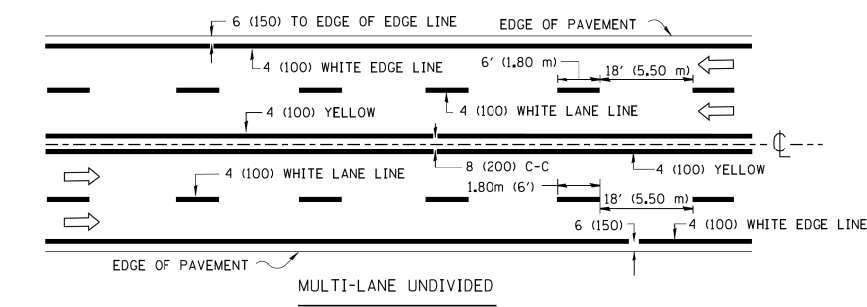 6 (150) TO EDGE OF EDGE LINE
EDGE OF PAVEMENT
4 (100) WHITE EDGE LINE
6' (1.80 m)
18' (5.50 m)
4 (100) YELLOW
4 (100) WHITE LANE LINE
℄
4 (100) WHITE LANE LINE
8 (200) C-C
4 (100) YELLOW
1.80m (6')
18' (5.50 m)
6 (150)
4 (100) WHITE EDGE LINE
EDGE OF PAVEMENT
MULTI-LANE UNDIVIDED